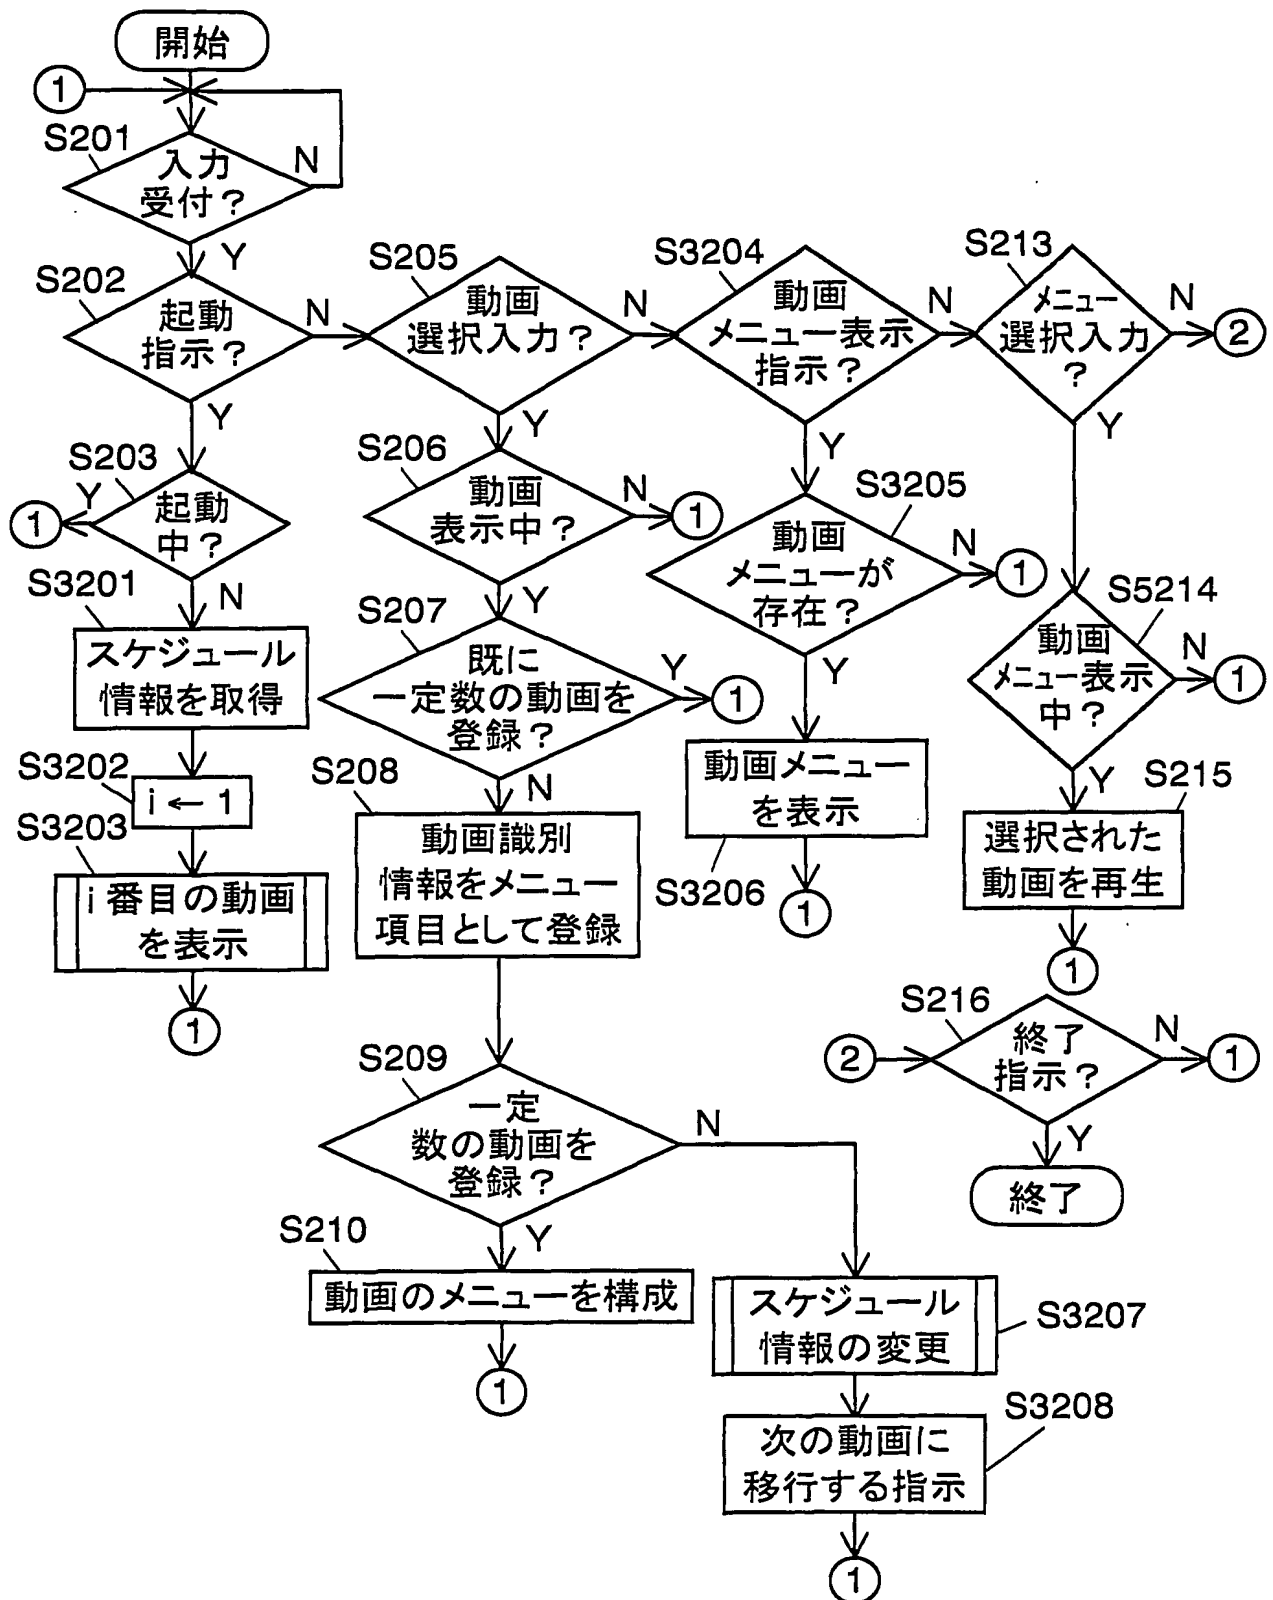 開始
1
S201
入力
受付？
N
Y
S202
起動
指示？
N
Y
S203
起動
中？
Y
1
N
S3201
スケジュール
情報を取得
S3202
i ← 1
S3203
i 番目の動画
を表示
1
S205
動画
選択入力？
N
Y
S206
動画
表示中？
N
1
Y
S207
既に
一定数の動画を
登録？
Y
1
N
S208
動画識別
情報をメニュー
項目として登録
S209
一定
数の動画を
登録？
N
Y
S210
動画のメニューを構成
1
S3207
スケジュール
情報の変更
S3208
次の動画に
移行する指示
1
S3204
動画
メニュー表示
指示？
N
Y
S3205
動画
メニューが
存在？
N
1
Y
動画メニュー
を表示
S3206
1
S213
メニュー
選択入力
？
N
2
Y
S5214
動画
メニュー表示
中？
N
1
Y
S215
選択された
動画を再生
1
S216
2
終了
指示？
N
1
Y
終了